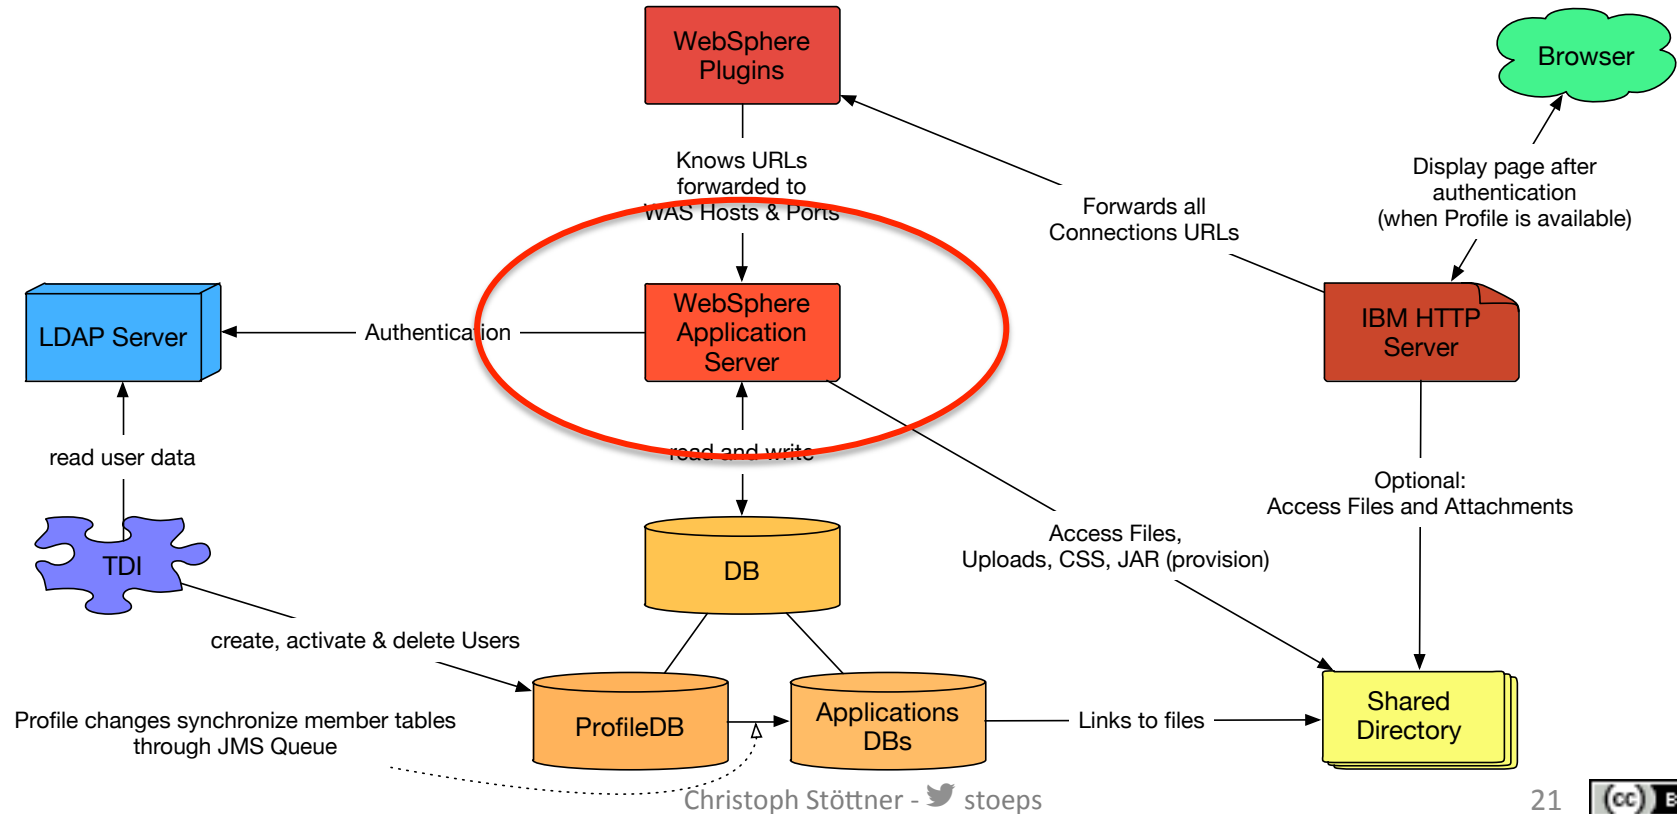 WebSphere
Plugins
Browser
Knows URLs
forwarded to
WAS Hosts & Ports
Display page after
authentication
(when Profile is available)
Forwards all
Connections URLs
LDAP Server
Authentication
WebSphere
Application
Server
IBM HTTP
Server
read user data
read and write
Optional:
Access Files and Attachments
TDI
DB
Access Files,
Uploads, CSS, JAR (provision)
create, activate & delete Users
Profile changes synchronize member tables
through JMS Queue
ProfileDB
Applications
DBs
Links to files
Shared
Directory
Christoph Stöttner - stoeps
21
cc